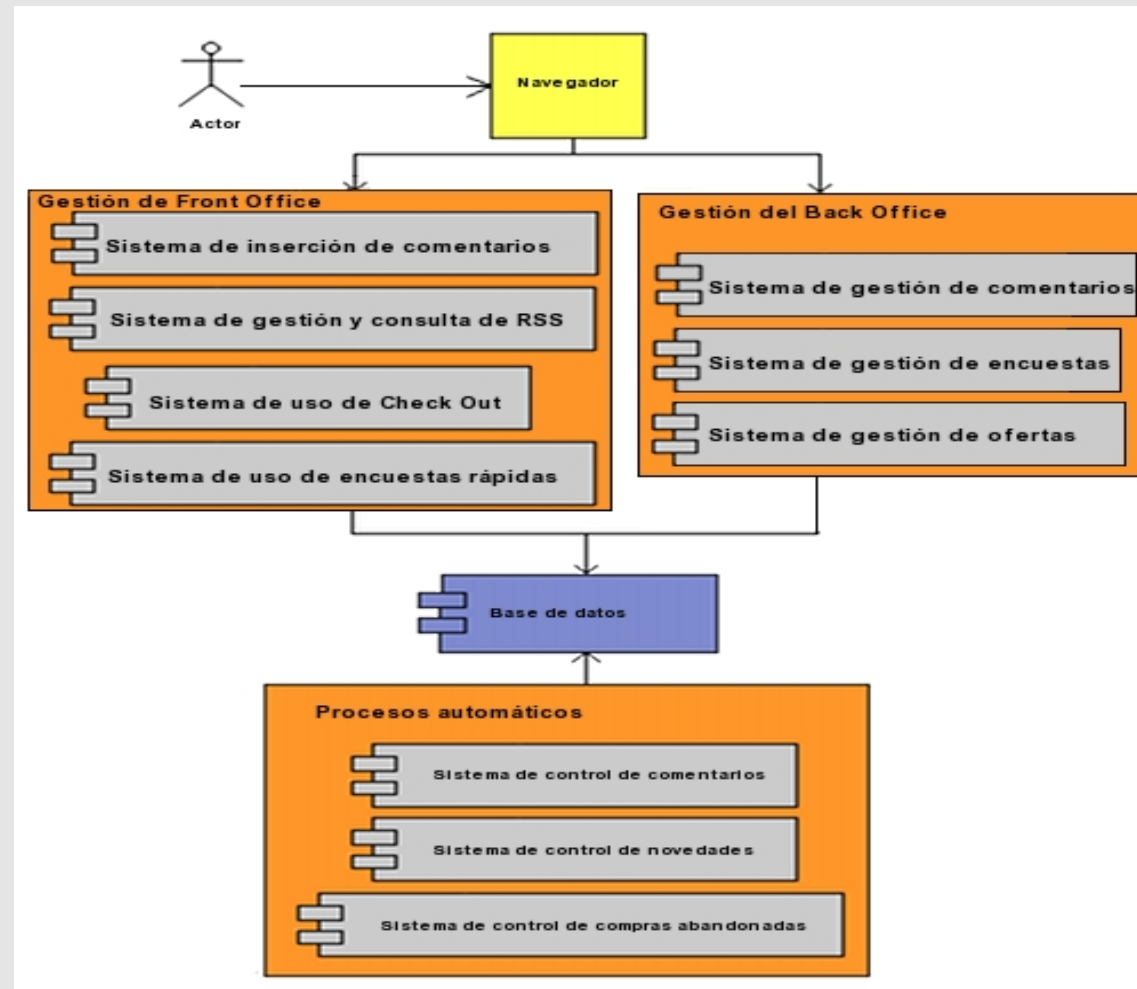 Actor
Navegador
Gestión de Front Office
Sistema de inserción de comentarios
Sistema de gestión y consulta de RSS
Sistema de uso de Check Out
Sistema de uso de encuestas rápidas
Gestión del Back Office
Sistema de gestión de comentarios
Sistema de gestión de encuestas
Sistema de gestión de ofertas
Base de datos
Procesos automáticos
Sistema de control de comentarios
Sistema de control de novedades
Sistema de control de compras abandonadas